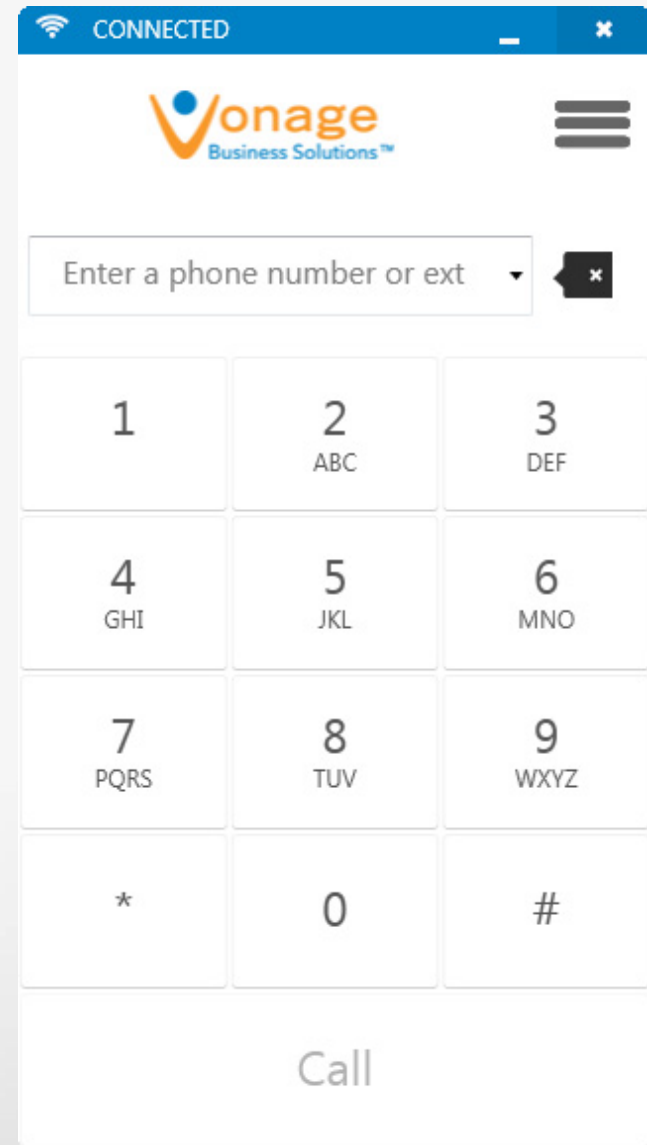 CONNECTED
Vonage
Business Solutions™
Enter a phone number or ext
1 2 3
ABC DEF
4 5 6
GHI JKL MNO
7 8 9
PQRS TUV WXYZ
* 0 #
Call